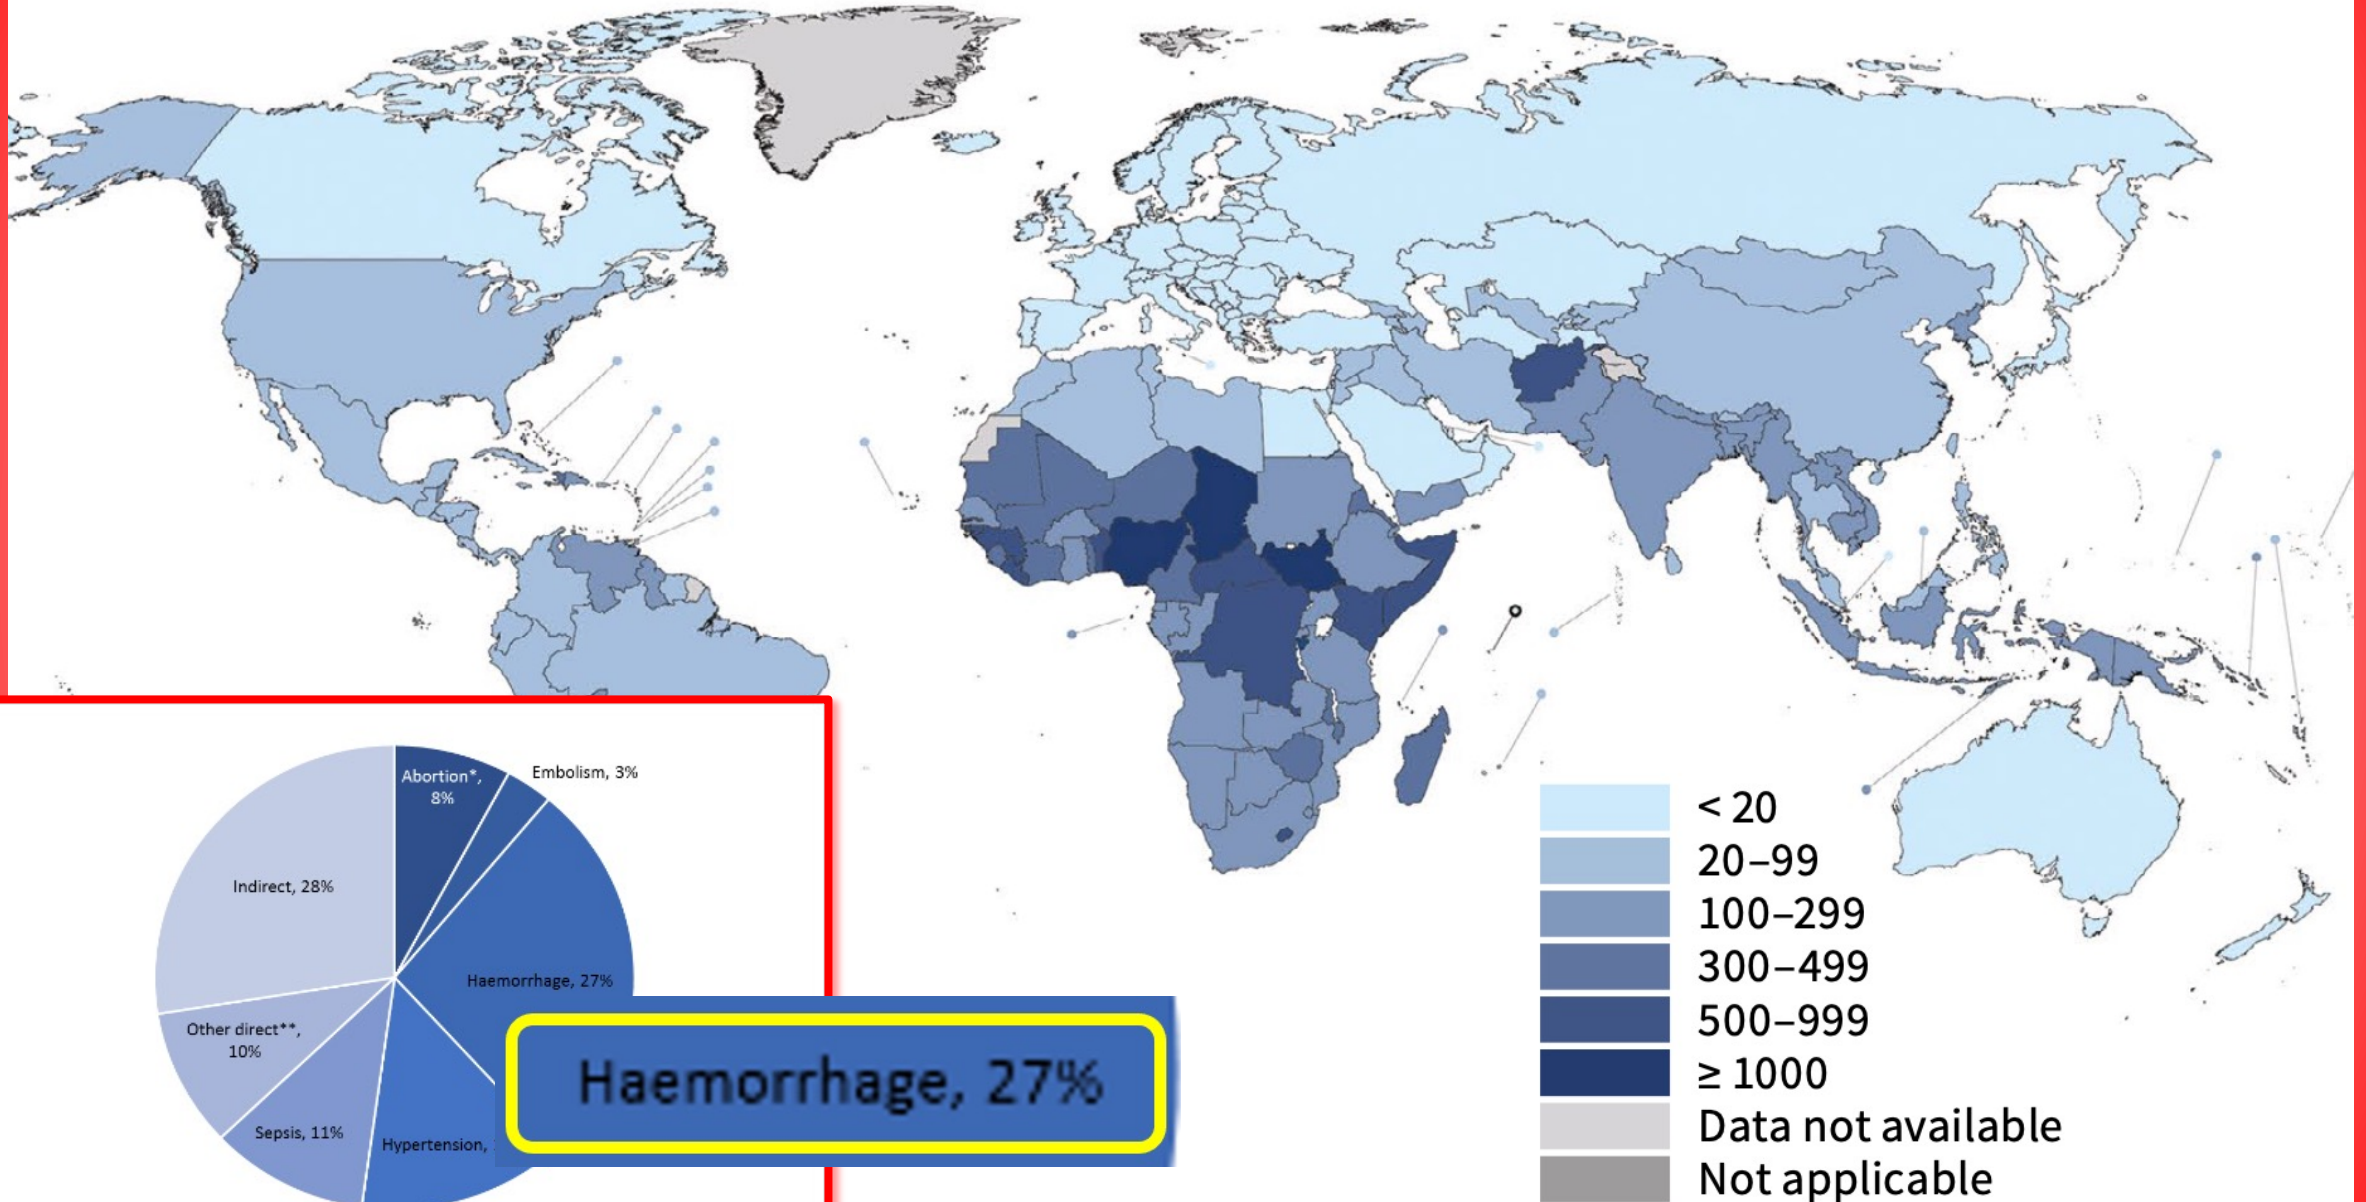 Abortion*,
8%
Embolism, 3%
Indirect, 28%
Haemorrhage, 27%
Other direct**,
10%
Sepsis, 11%
Hypertension,
Haemorrhage, 27%
< 20
20–99
100–299
300–499
500–999
≥ 1000
Data not available
Not applicable